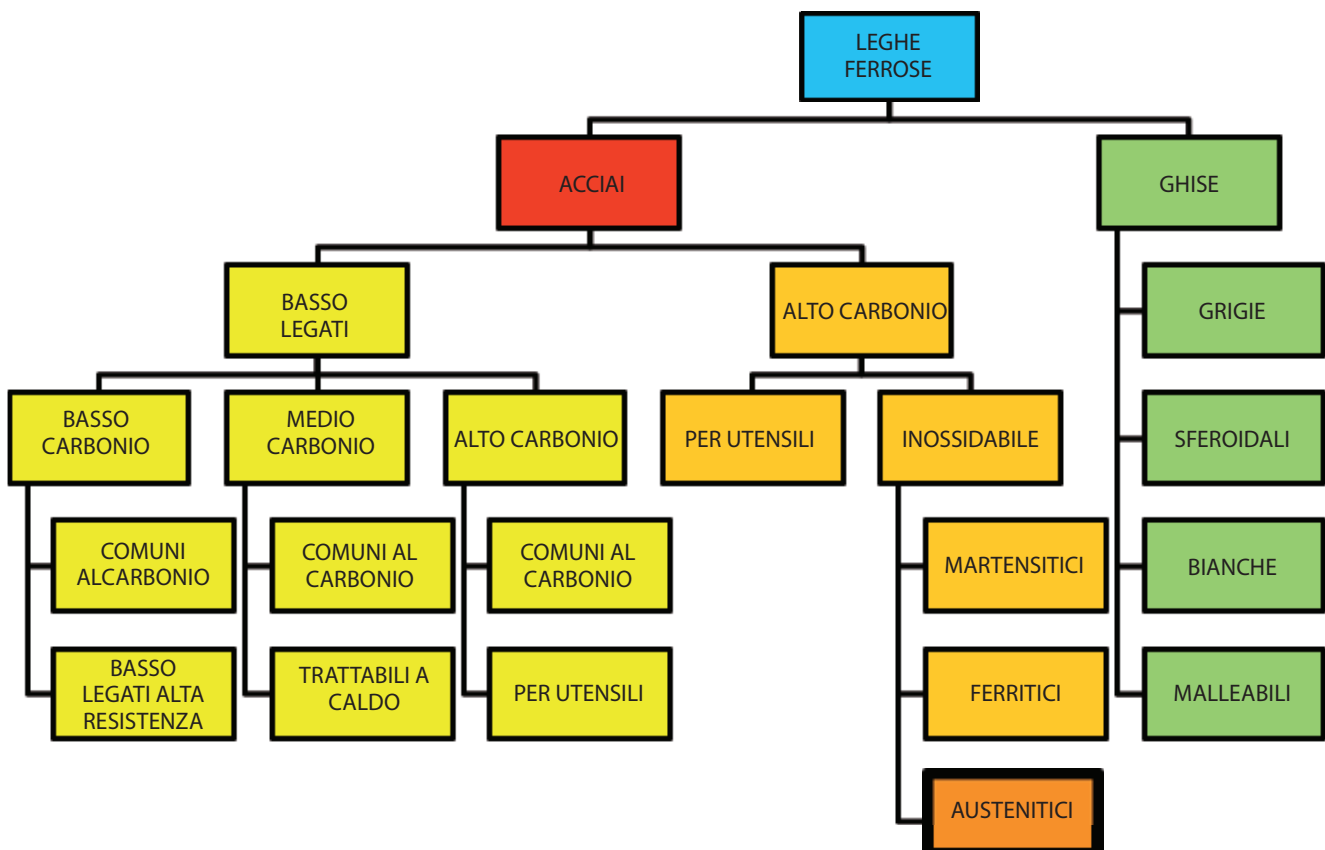 LEGHE
FERROSE
ACCIAI
GHISE
BASSO
LEGATI
ALTO CARBONIO
GRIGIE
BASSO
CARBONIO
MEDIO
CARBONIO
ALTO CARBONIO
PER UTENSILI
INOSSIDABILE
SFEROIDALI
COMUNI
ALCARBONIO
COMUNI AL
CARBONIO
COMUNI AL
CARBONIO
MARTENSITICI
BIANCHE
BASSO
LEGATI ALTA
RESISTENZA
TRATTABILI A
CALDO
PER UTENSILI
FERRITICI
MALLEABILI
AUSTENITICI